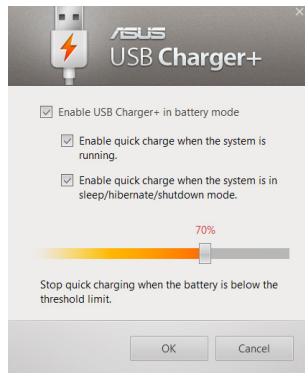 ASUS
USB Charger+
Enable USB Charger+ in battery mode
Enable quick charge when the system is
running.
Enable quick charge when the system is in
sleep/hibernate/shutdown mode.
70%
Stop quick charging when the battery is below the
threshold limit.
OK Cancel